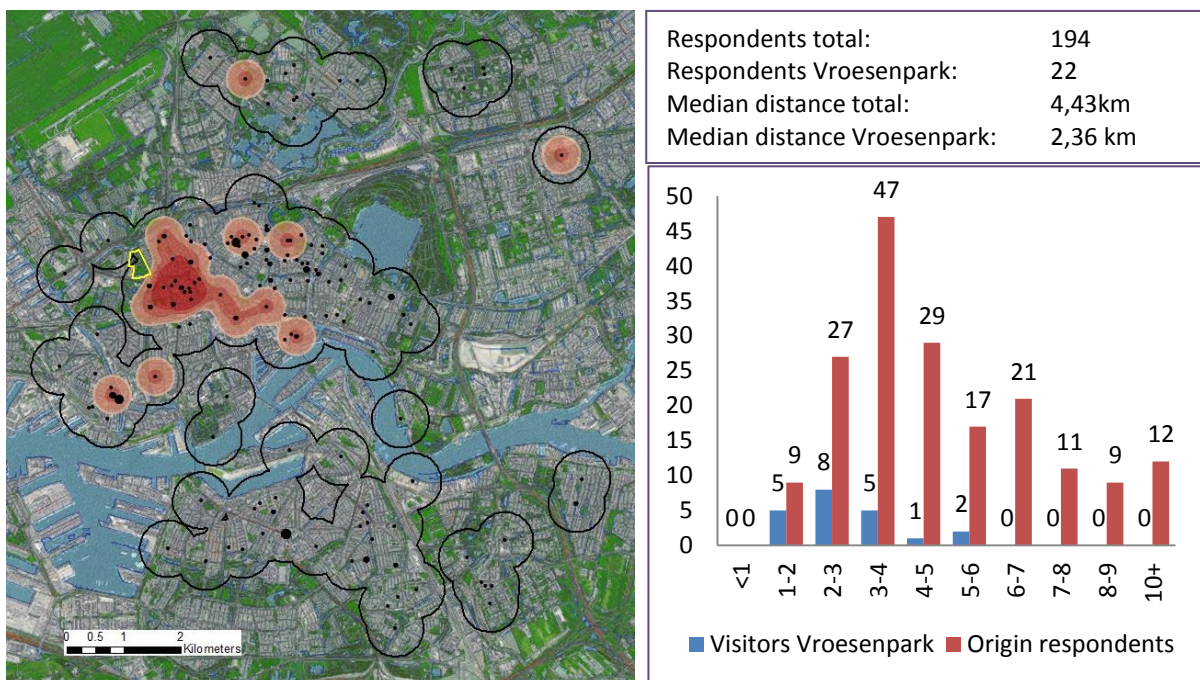 Respondents total: 194
Respondents Vroesenpark: 22
Median distance total: 4,43km
Median distance Vroesenpark: 2,36 km
50
45
40
35
30
25
20
15
10
5
0
0 0
5 9
8 27
5 47
1 29
2 17
0 21
0 11
0 9
0 12
<1 1-2 2-3 3-4 4-5 5-6 6-7 7-8 8-9 10+
Visitors Vroesenpark Origin respondents
0 0.5 1 2
Kilometers